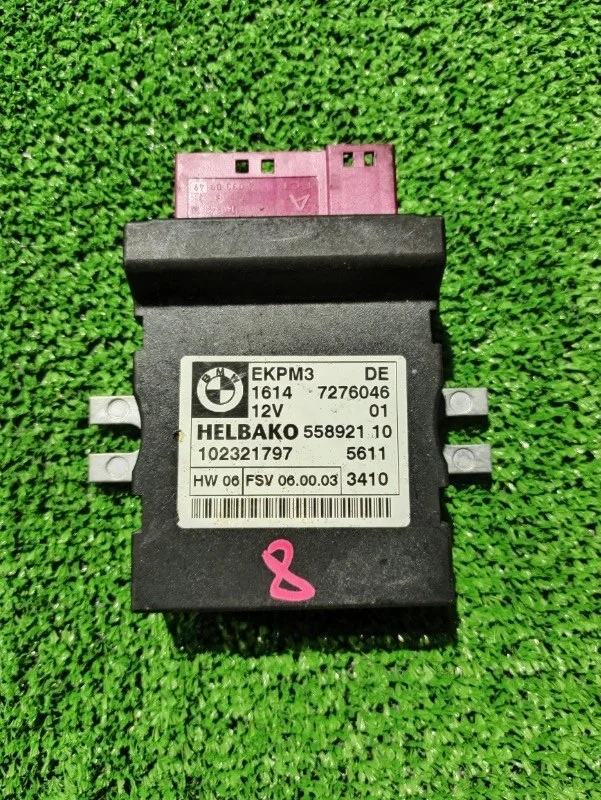 BMW
EKPM3 DE
1614 7276046
12V 01
HELBAKO 558921 10
102321797 5611
HW 06 FSV 06.00.03 3410
8